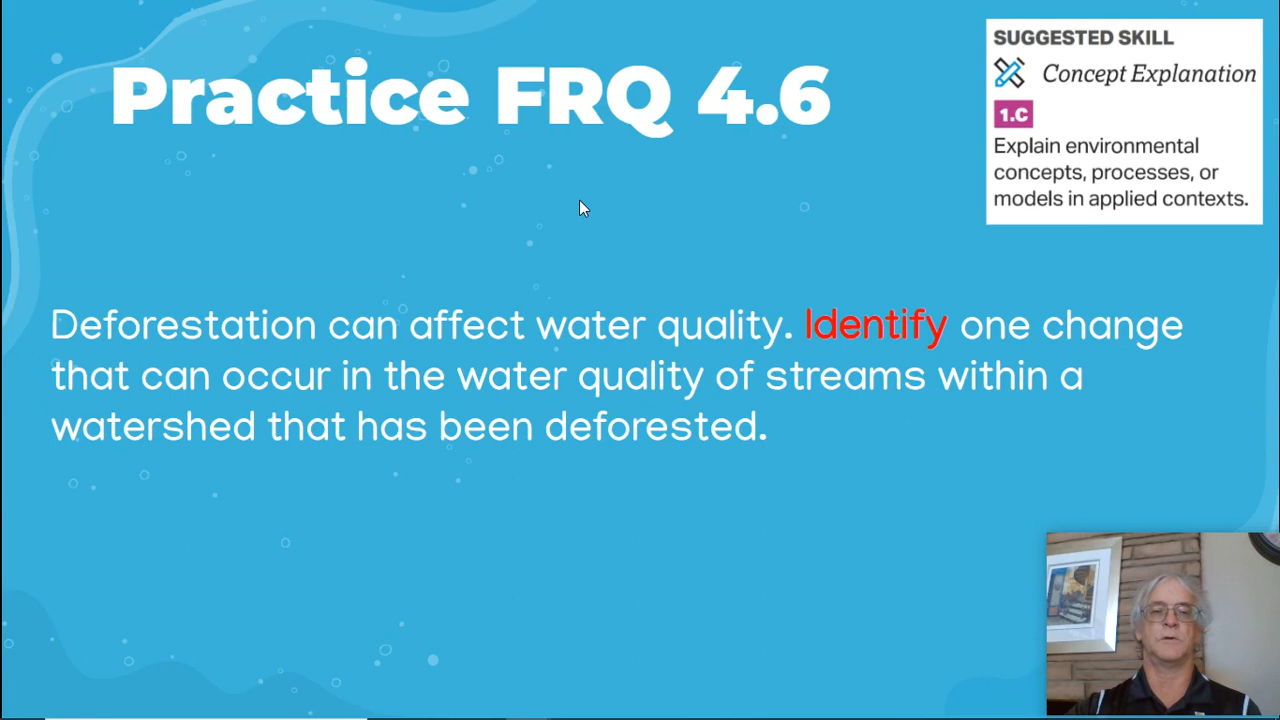 Practice FRQ 4.6
SUGGESTED SKILL
Concept Explanation
1.C
Explain environmental
concepts, processes, or
models in applied contexts.
Deforestation can affect water quality. Identify one change
that can occur in the water quality of streams within a
watershed that has been deforested.